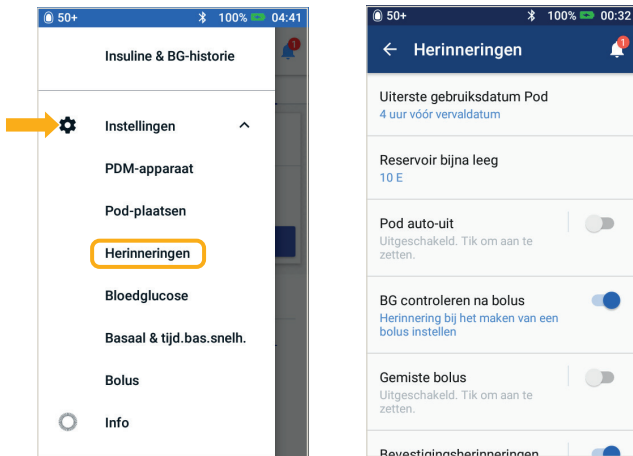 50+ 100% 04:41
Insuline & BG-historie
1
Instellingen
PDM-apparaat
Pod-plaatsen
Herinneringen
Bloedglucose
Basaal & tijd.bas.snelh.
Bolus
Info
50+ 100% 00:32
Herinneringen
1
Uiterste gebruiksdatum Pod
4 uur vóór vervaldatum
Reservoir bijna leeg
10 E
Pod auto-uit
Uitgeschakeld. Tik om aan te
zetten.
BG controleren na bolus
Herinnering bij het maken van een
bolus instellen
Gemiste bolus
Uitgeschakeld. Tik om aan te
zetten.
Bevestigingsherinneringen